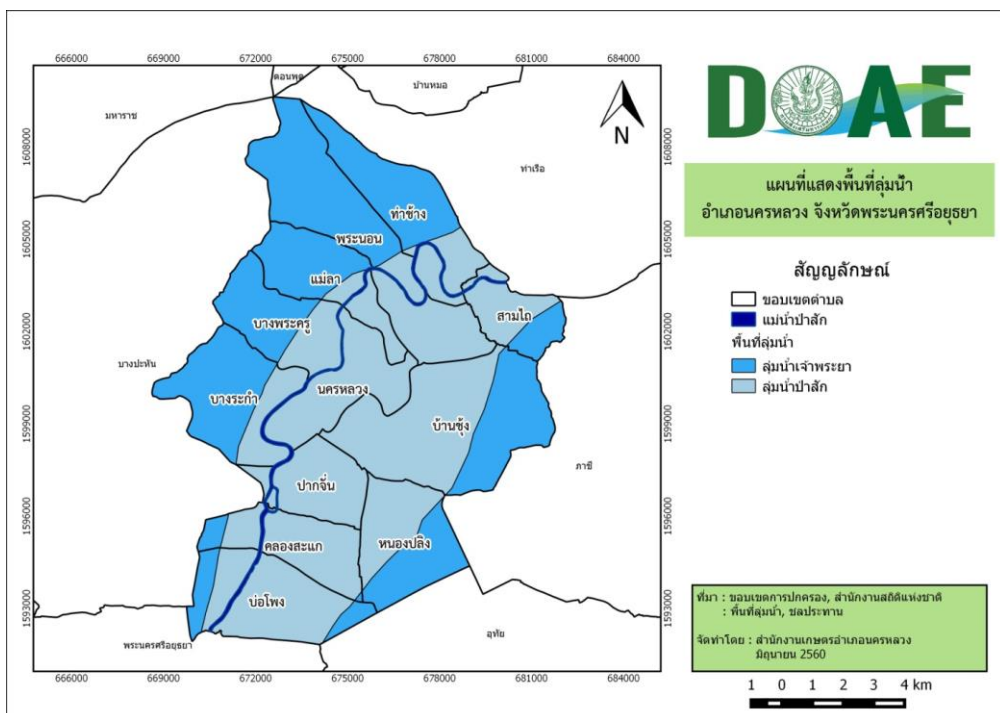 666000 669000 672000 675000 678000 681000 684000
ดอนพุด
บ้านหมอ
มหาราช
N
1608000 1608000
ท่าเรือ
ท่าช้าง
พระนอน
1605000 1605000
แม่ลา
สามไถ
บางพระครู
1602000 1602000
บางปะหัน
นครหลวง
บางระกำ
บ้านชุ้ง
1599000 1599000
ภาชี
ปากจั่น
1596000 1596000
คลองสะแก
หนองปลิง
บ่อโพง
1593000 1593000
พระนครศรีอยุธยา
อุทัย
666000 669000 672000 675000 678000 681000 684000
DOAE
แผนที่แสดงพื้นที่ลุ่มน้ำ
อำเภอนครหลวง จังหวัดพระนครศรีอยุธยา
สัญญลักษณ์
ขอบเขตตำบล
แม่น้ำป่าสัก
พื้นที่ลุ่มน้ำ
ลุ่มน้ำเจ้าพระยา
ลุ่มน้ำป่าสัก
ที่มา : ขอบเขตการปกครอง, สำนักงานสถิติแห่งชาติ
: พื้นที่ลุ่มน้ำ, ชลประทาน
จัดทำโดย : สำนักงานเกษตรอำเภอนครหลวง
มิถุนายน 2560
1 0 1 2 3 4 km